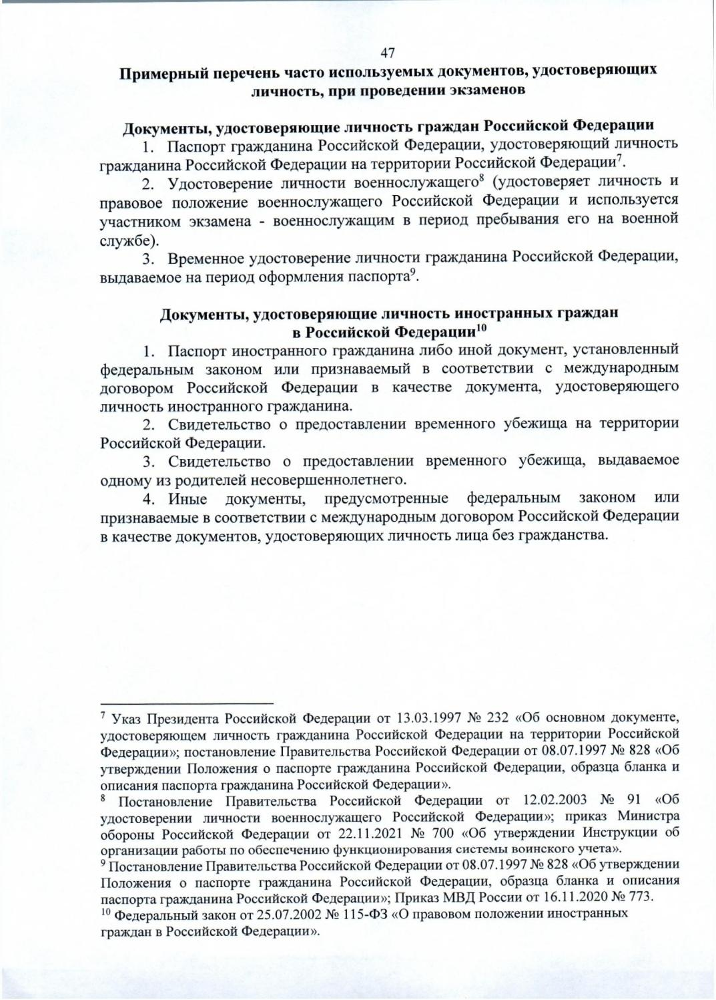 47
Примерный перечень часто используемых документов, удостоверяющих
личность, при проведении экзаменов
Документы, удостоверяющие личность граждан Российской Федерации
1. Паспорт гражданина Российской Федерации, удостоверяющий личность
гражданина Российской Федерации на территории Российской Федерации⁷.
2. Удостоверение личности военнослужащего⁸ (удостоверяет личность и
правовое положение военнослужащего Российской Федерации и используется
участником экзамена - военнослужащим в период пребывания его на военной
службе).
3. Временное удостоверение личности гражданина Российской Федерации,
выдаваемое на период оформления паспорта⁹.
Документы, удостоверяющие личность иностранных граждан
в Российской Федерации¹⁰
1. Паспорт иностранного гражданина либо иной документ, установленный
федеральным законом или признаваемый в соответствии с международным
договором Российской Федерации в качестве документа, удостоверяющего
личность иностранного гражданина.
2. Свидетельство о предоставлении временного убежища на территории
Российской Федерации.
3. Свидетельство о предоставлении временного убежища, выдаваемое
одному из родителей несовершеннолетнего.
4. Иные документы, предусмотренные федеральным законом или
признаваемые в соответствии с международным договором Российской Федерации
в качестве документов, удостоверяющих личность лица без гражданства.
⁷ Указ Президента Российской Федерации от 13.03.1997 № 232 «Об основном документе,
удостоверяющем личность гражданина Российской Федерации на территории Российской
Федерации»; постановление Правительства Российской Федерации от 08.07.1997 № 828 «Об
утверждении Положения о паспорте гражданина Российской Федерации, образца бланка и
описания паспорта гражданина Российской Федерации».
⁸ Постановление Правительства Российской Федерации от 12.02.2003 № 91 «Об
удостоверении личности военнослужащего Российской Федерации»; приказ Министра
обороны Российской Федерации от 22.11.2021 № 700 «Об утверждении Инструкции об
организации работы по обеспечению функционирования системы воинского учета».
⁹ Постановление Правительства Российской Федерации от 08.07.1997 № 828 «Об утверждении
Положения о паспорте гражданина Российской Федерации, образца бланка и описания
паспорта гражданина Российской Федерации»; Приказ МВД России от 16.11.2020 № 773.
¹⁰ Федеральный закон от 25.07.2002 № 115-ФЗ «О правовом положении иностранных
граждан в Российской Федерации».